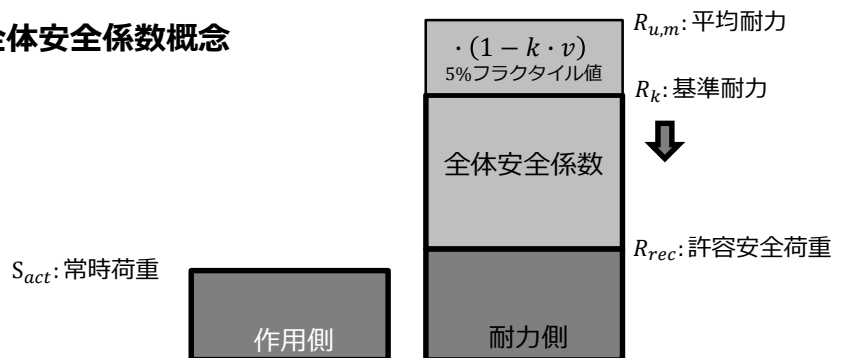 全体安全係数概念
R_{u,m}: 平均耐力
· (1 − k · v)
5%フラクタイル値
R_k: 基準耐力
全体安全係数
R_{rec}: 許容安全荷重
S_{act}: 常時荷重
作用側
耐力側